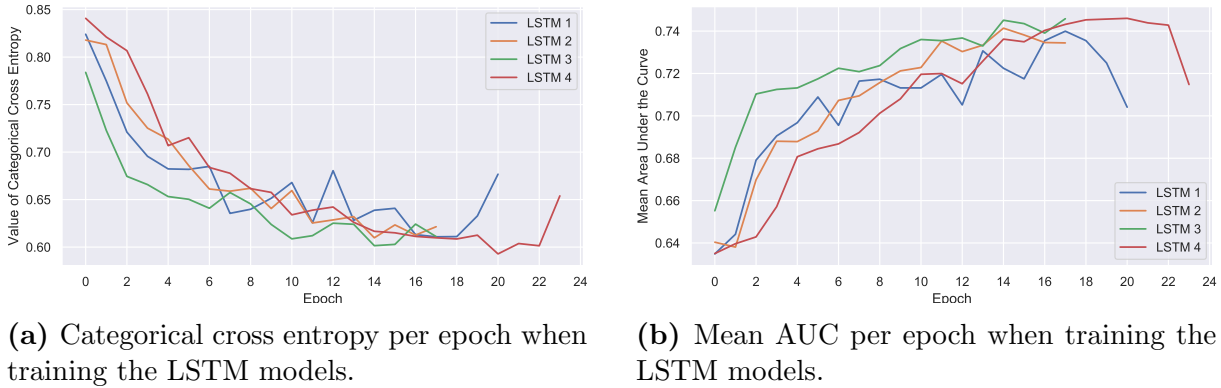 0.85
0.80
0.75
0.70
0.65
0.60
Value of Categorical Cross Entropy
LSTM 1
LSTM 2
LSTM 3
LSTM 4
0 2 4 6 8 10 12 14 16 18 20 22 24
Epoch
(a) Categorical cross entropy per epoch when
training the LSTM models.
0.74
0.72
0.70
0.68
0.66
0.64
Mean Area Under the Curve
LSTM 1
LSTM 2
LSTM 3
LSTM 4
0 2 4 6 8 10 12 14 16 18 20 22 24
Epoch
(b) Mean AUC per epoch when training the
LSTM models.